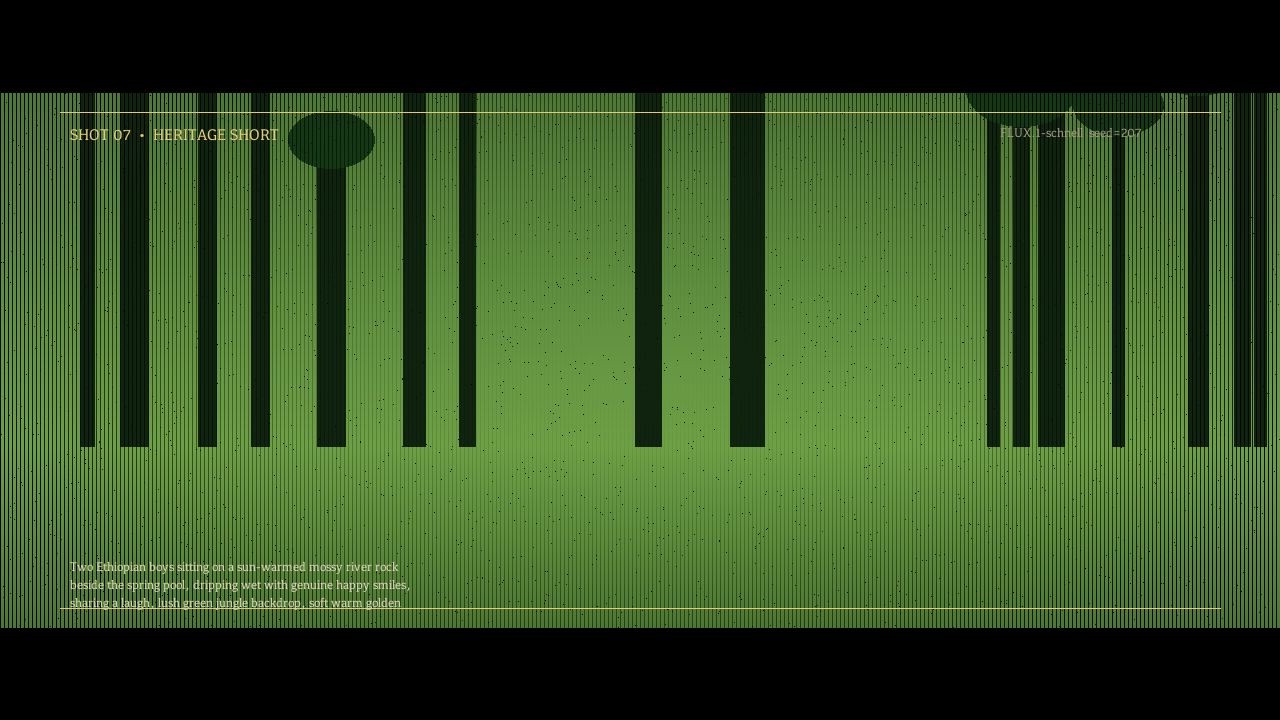 SHOT 07 • HERITAGE SHORT
FLUX.1-schnell seed=207
Two Ethiopian boys sitting on a sun-warmed mossy river rock
beside the spring pool, dripping wet with genuine happy smiles,
sharing a laugh, lush green jungle backdrop, soft warm golden